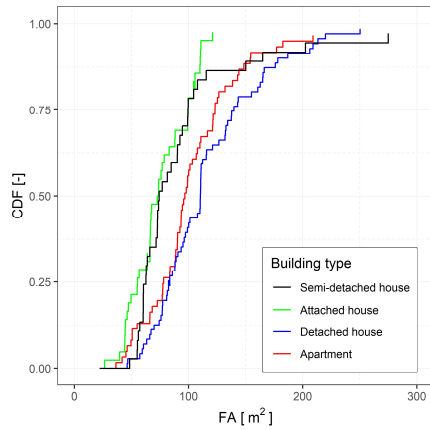 1.00
0.75
0.50
0.25
0.00
CDF [-]
Building type
Semi-detached house
Attached house
Detached house
Apartment
0 100 200 300
FA [ m² ]